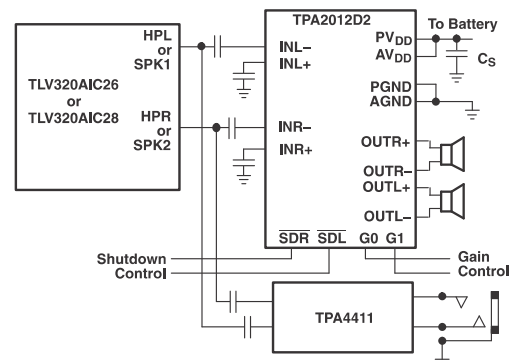 TPA2012D2
HPL
or
SPK1
TLV320AIC26
or
TLV320AIC28
HPR
or
SPK2
INL–
INL+
INR–
INR+
PVDD
AVDD
PGND
AGND
OUTR+
OUTR–
OUTL+
OUTL–
To Battery
CS
SDR SDL G0 G1
Shutdown
Control
Gain
Control
TPA4411